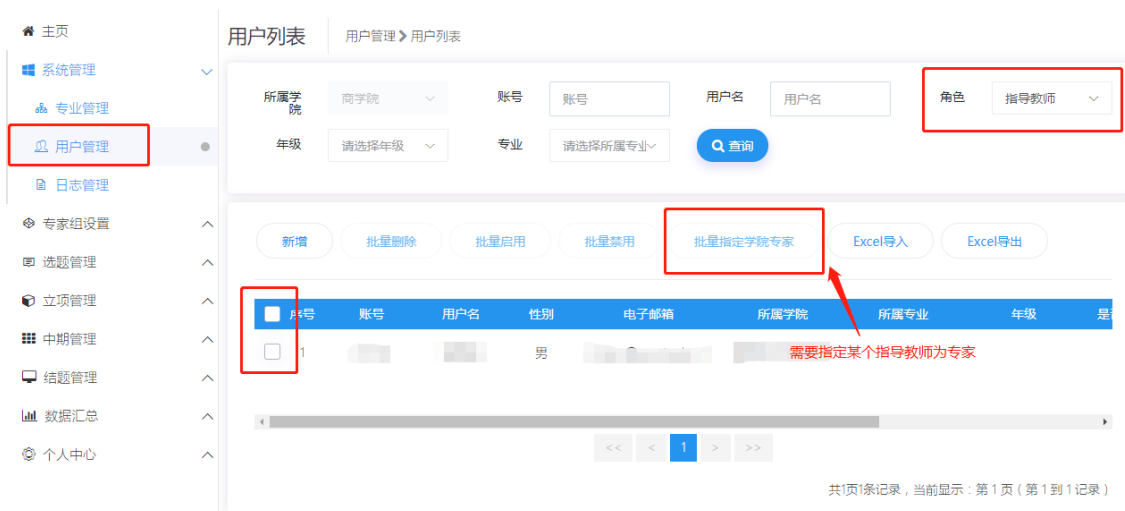 主页
系统管理
专业管理
用户管理
日志管理
专家组设置
选题管理
立项管理
中期管理
结题管理
数据汇总
个人中心
用户列表 用户管理 > 用户列表
所属学院 商学院 账号 账号 用户名 用户名 角色 指导教师
年级 请选择年级 专业 请选择所属专业 查询
新增 批量删除 批量启用 批量禁用 批量指定学院专家 Excel导入 Excel导出
序号 账号 用户名 性别 电子邮箱 所属学院 所属专业 年级 是
1 男
需要指定某个指导教师为专家
<< < 1 > >>
共1页1条记录，当前显示：第1页（第1到1记录）